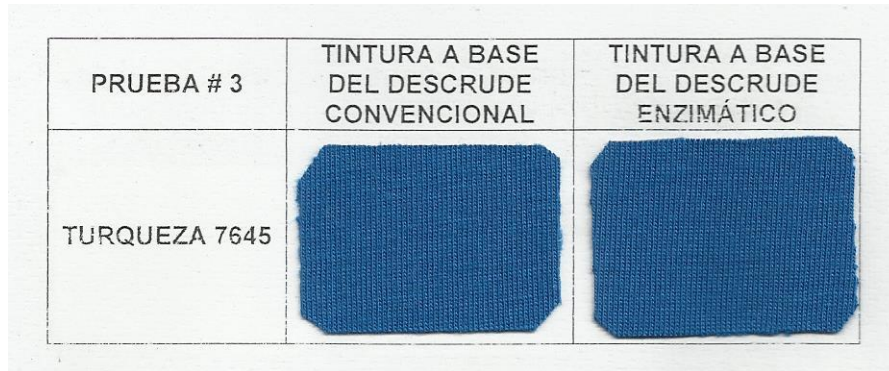 PRUEBA # 3
TINTURA A BASE
DEL DESCRUDE
CONVENCIONAL
TINTURA A BASE
DEL DESCRUDE
ENZIMÁTICO
TURQUEZA 7645